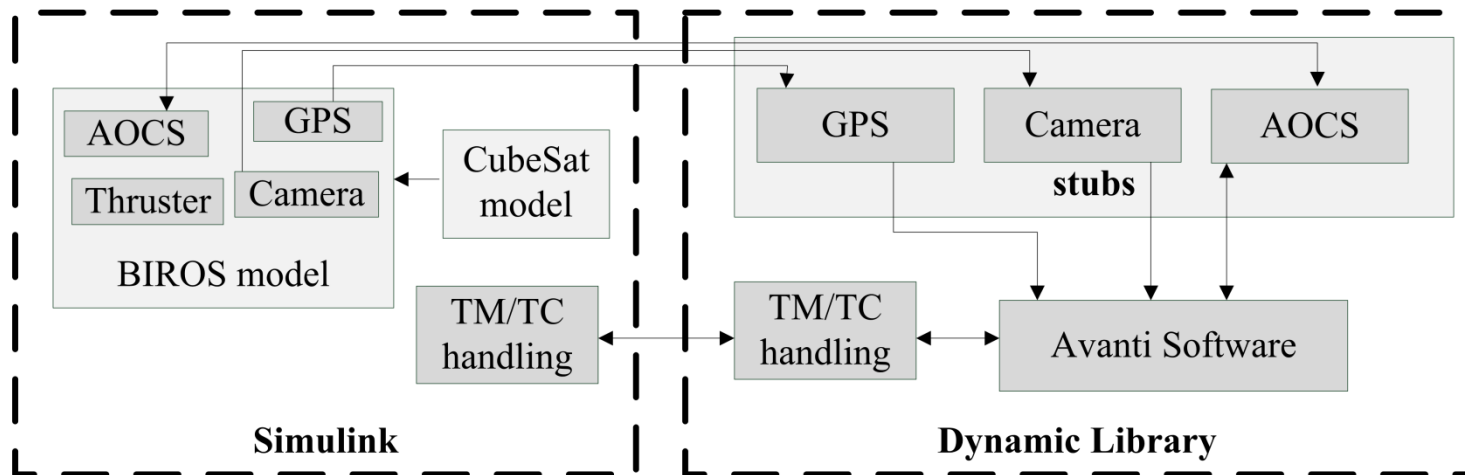 AOCS
GPS
Thruster
Camera
BIROS model
CubeSat
model
TM/TC
handling
Simulink
GPS
Camera
AOCS
stubs
TM/TC
handling
Avanti Software
Dynamic Library